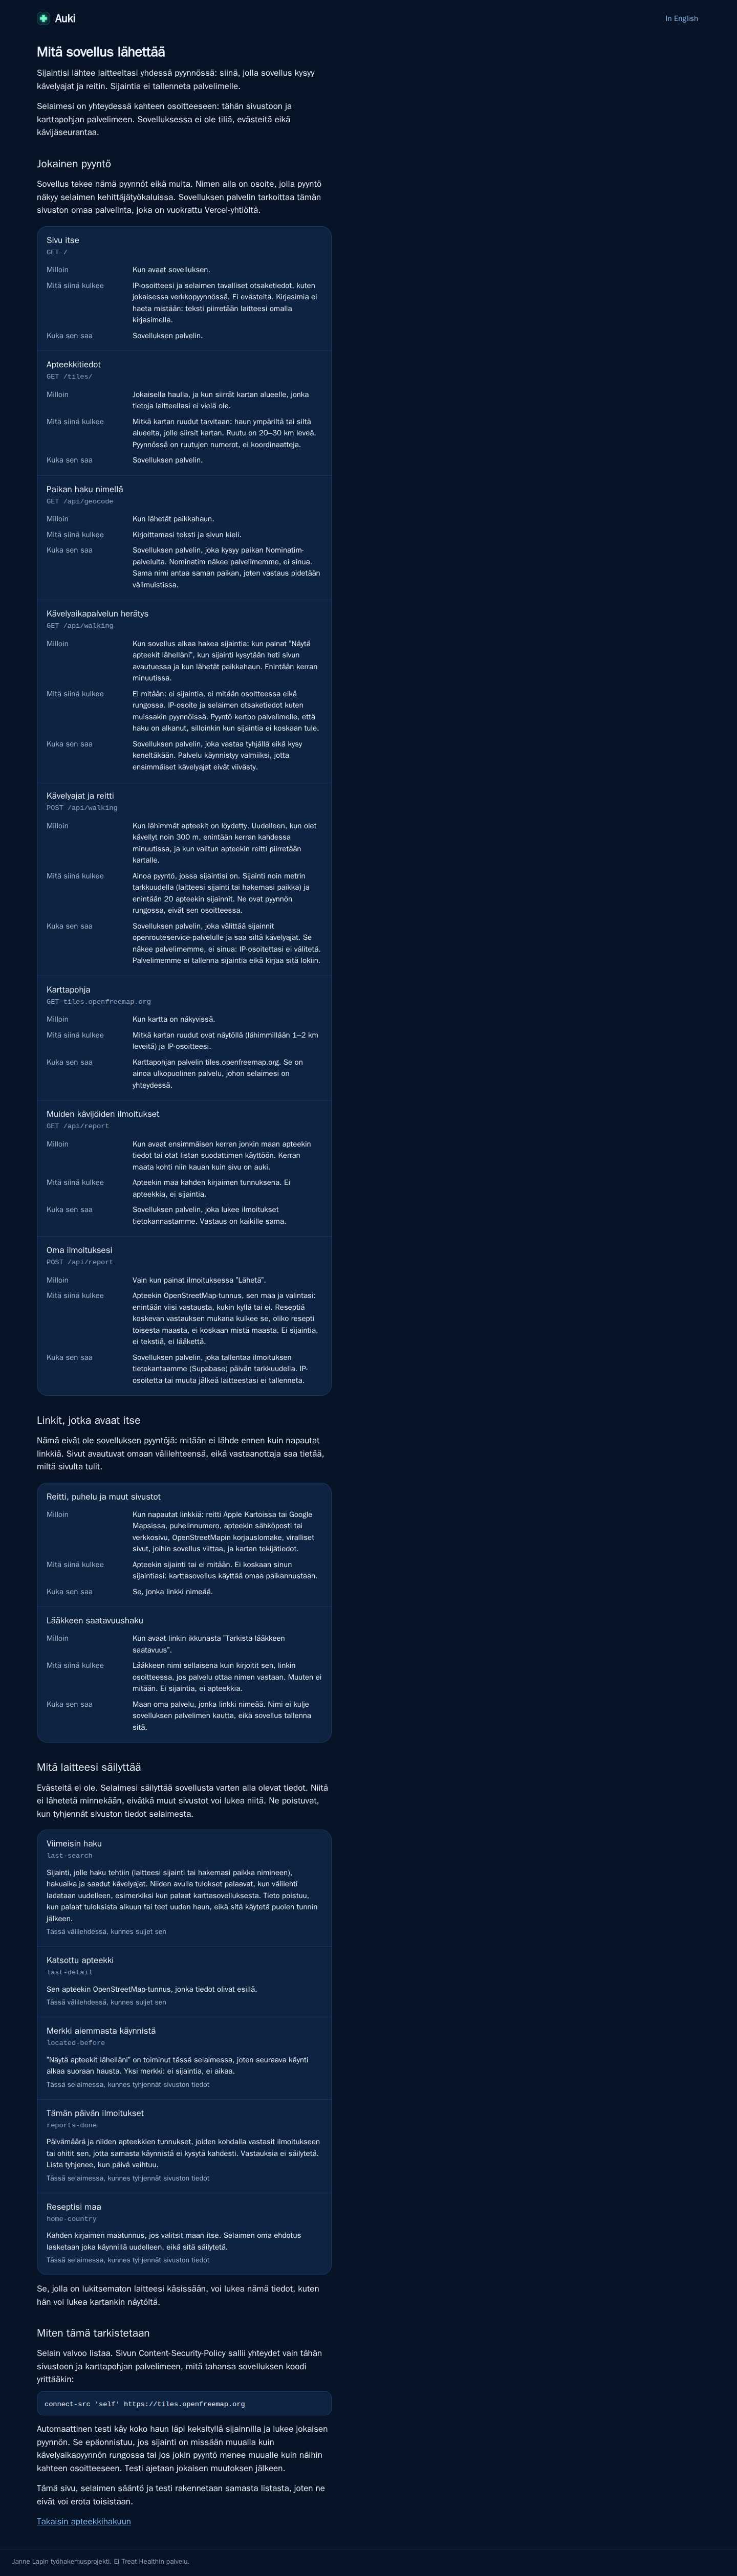 Auki
In English
Mitä sovellus lähettää
Sijaintisi lähtee laitteeltasi yhdessä pyynnössä: siinä, jolla sovellus kysyy
kävelyajat ja reitin. Sijaintia ei tallenneta palvelimelle.
Selaimesi on yhteydessä kahteen osoitteeseen: tähän sivustoon ja
karttapohjan palvelimeen. Sovelluksessa ei ole tiliä, evästeitä eikä
kävijäseurantaa.
Jokainen pyyntö
Sovellus tekee nämä pyynnöt eikä muita. Nimen alla on osoite, jolla pyyntö
näkyy selaimen kehittäjätyökaluissa. Sovelluksen palvelin tarkoittaa tämän
sivuston omaa palvelinta, joka on vuokrattu Vercel-yhtiöltä.
Sivu itse
GET /
Milloin
Kun avaat sovelluksen.
Mitä siinä kulkee
IP-osoitteesi ja selaimen tavalliset otsaketiedot, kuten
jokaisessa verkkopyynnössä. Ei evästeitä. Kirjasimia ei
haeta mistään: teksti piirretään laitteesi omalla
kirjasimella.
Kuka sen saa
Sovelluksen palvelin.
Apteekkitiedot
GET /tiles/
Milloin
Jokaisella haulla, ja kun siirrät kartan alueelle, jonka
tietoja laitteellasi ei vielä ole.
Mitä siinä kulkee
Mitkä kartan ruudut tarvitaan: haun ympäriltä tai siltä
alueelta, jolle siirsit kartan. Ruutu on 20–30 km leveä.
Pyynnössä on ruutujen numerot, ei koordinaatteja.
Kuka sen saa
Sovelluksen palvelin.
Paikan haku nimellä
GET /api/geocode
Milloin
Kun lähetät paikkahaun.
Mitä siinä kulkee
Kirjoittamasi teksti ja sivun kieli.
Kuka sen saa
Sovelluksen palvelin, joka kysyy paikan Nominatim-
palvelulta. Nominatim näkee palvelimemme, ei sinua.
Sama nimi antaa saman paikan, joten vastaus pidetään
välimuistissa.
Kävelyaikapalvelun herätys
GET /api/walking
Milloin
Kun sovellus alkaa hakea sijaintia: kun painat "Näytä
apteekit lähelläni", kun sijainti kysytään heti sivun
avautuessa ja kun lähetät paikkahaun. Enintään kerran
minuutissa.
Mitä siinä kulkee
Ei mitään: ei sijaintia, ei mitään osoitteessa eikä
rungossa. IP-osoite ja selaimen otsaketiedot kuten
muissakin pyynnöissä. Pyyntö kertoo palvelimelle, että
haku on alkanut, silloinkin kun sijaintia ei koskaan tule.
Kuka sen saa
Sovelluksen palvelin, joka vastaa tyhjällä eikä kysy
keneltäkään. Palvelu käynnistyy valmiiksi, jotta
ensimmäiset kävelyajat eivät viivästy.
Kävelyajat ja reitti
POST /api/walking
Milloin
Kun lähimmät apteekit on löydetty. Uudelleen, kun olet
kävellyt noin 300 m, enintään kerran kahdessa
minuutissa, ja kun valitun apteekin reitti piirretään
kartalle.
Mitä siinä kulkee
Ainoa pyyntö, jossa sijaintisi on. Sijainti noin metrin
tarkkuudella (laitteesi sijainti tai hakemasi paikka) ja
enintään 20 apteekin sijainnit. Ne ovat pyynnön
rungossa, eivät sen osoitteessa.
Kuka sen saa
Sovelluksen palvelin, joka välittää sijainnit
openrouteservice-palvelulle ja saa siltä kävelyajat. Se
näkee palvelimemme, ei sinua: IP-osoitettasi ei välitetä.
Palvelimemme ei tallenna sijaintia eikä kirjaa sitä lokiin.
Karttapohja
GET tiles.openfreemap.org
Milloin
Kun kartta on näkyvissä.
Mitä siinä kulkee
Mitkä kartan ruudut ovat näytöllä (lähimmillään 1–2 km
leveitä) ja IP-osoitteesi.
Kuka sen saa
Karttapohjan palvelin tiles.openfreemap.org. Se on
ainoa ulkopuolinen palvelu, johon selaimesi on
yhteydessä.
Muiden kävijöiden ilmoitukset
GET /api/report
Milloin
Kun avaat ensimmäisen kerran jonkin maan apteekin
tiedot tai otat listan suodattimen käyttöön. Kerran
maata kohti niin kauan kuin sivu on auki.
Mitä siinä kulkee
Apteekin maa kahden kirjaimen tunnuksena. Ei
apteekkia, ei sijaintia.
Kuka sen saa
Sovelluksen palvelin, joka lukee ilmoitukset
tietokannastamme. Vastaus on kaikille sama.
Oma ilmoituksesi
POST /api/report
Milloin
Vain kun painat ilmoituksessa "Lähetä".
Mitä siinä kulkee
Apteekin OpenStreetMap-tunnus, sen maa ja valintasi:
enintään viisi vastausta, kukin kyllä tai ei. Reseptiä
koskevan vastauksen mukana kulkee se, oliko resepti
toisesta maasta, ei koskaan mistä maasta. Ei sijaintia,
ei tekstiä, ei lääkettä.
Kuka sen saa
Sovelluksen palvelin, joka tallentaa ilmoituksen
tietokantaamme (Supabase) päivän tarkkuudella. IP-
osoitetta tai muuta jälkeä laitteestasi ei tallenneta.
Linkit, jotka avaat itse
Nämä eivät ole sovelluksen pyyntöjä: mitään ei lähde ennen kuin napautat
linkkiä. Sivut avautuvat omaan välilehteensä, eikä vastaanottaja saa tietää,
miltä sivulta tulit.
Reitti, puhelu ja muut sivustot
Milloin
Kun napautat linkkiä: reitti Apple Kartoissa tai Google
Mapsissa, puhelinnumero, apteekin sähköposti tai
verkkosivu, OpenStreetMapin korjauslomake, viralliset
sivut, joihin sovellus viittaa, ja kartan tekijätiedot.
Mitä siinä kulkee
Apteekin sijainti tai ei mitään. Ei koskaan sinun
sijaintiasi: karttasovellus käyttää omaa paikannustaan.
Kuka sen saa
Se, jonka linkki nimeää.
Lääkkeen saatavuushaku
Milloin
Kun avaat linkin ikkunasta "Tarkista lääkkeen
saatavuus".
Mitä siinä kulkee
Lääkkeen nimi sellaisena kuin kirjoitit sen, linkin
osoitteessa, jos palvelu ottaa nimen vastaan. Muuten ei
mitään. Ei sijaintia, ei apteekkia.
Kuka sen saa
Maan oma palvelu, jonka linkki nimeää. Nimi ei kulje
sovelluksen palvelimen kautta, eikä sovellus tallenna
sitä.
Mitä laitteesi säilyttää
Evästeitä ei ole. Selaimesi säilyttää sovellusta varten alla olevat tiedot. Niitä
ei lähetetä minnekään, eivätkä muut sivustot voi lukea niitä. Ne poistuvat,
kun tyhjennät sivuston tiedot selaimesta.
Viimeisin haku
last-search
Sijainti, jolle haku tehtiin (laitteesi sijainti tai hakemasi paikka nimineen),
hakuaika ja saadut kävelyajat. Niiden avulla tulokset palaavat, kun välilehti
ladataan uudelleen, esimerkiksi kun palaat karttasovelluksesta. Tieto poistuu,
kun palaat tuloksista alkuun tai teet uuden haun, eikä sitä käytetä puolen tunnin
jälkeen.
Tässä välilehdessä, kunnes suljet sen
Katsottu apteekki
last-detail
Sen apteekin OpenStreetMap-tunnus, jonka tiedot olivat esillä.
Tässä välilehdessä, kunnes suljet sen
Merkki aiemmasta käynnistä
located-before
"Näytä apteekit lähelläni" on toiminut tässä selaimessa, joten seuraava käynti
alkaa suoraan hausta. Yksi merkki: ei sijaintia, ei aikaa.
Tässä selaimessa, kunnes tyhjennät sivuston tiedot
Tämän päivän ilmoitukset
reports-done
Päivämäärä ja niiden apteekkien tunnukset, joiden kohdalla vastasit ilmoitukseen
tai ohitit sen, jotta samasta käynnistä ei kysytä kahdesti. Vastauksia ei säilytetä.
Lista tyhjenee, kun päivä vaihtuu.
Tässä selaimessa, kunnes tyhjennät sivuston tiedot
Reseptisi maa
home-country
Kahden kirjaimen maatunnus, jos valitsit maan itse. Selaimen oma ehdotus
lasketaan joka käynnillä uudelleen, eikä sitä säilytetä.
Tässä selaimessa, kunnes tyhjennät sivuston tiedot
Se, jolla on lukitsematon laitteesi käsissään, voi lukea nämä tiedot, kuten
hän voi lukea kartankin näytöltä.
Miten tämä tarkistetaan
Selain valvoo listaa. Sivun Content-Security-Policy sallii yhteydet vain tähän
sivustoon ja karttapohjan palvelimeen, mitä tahansa sovelluksen koodi
yrittääkin:
connect-src 'self' https://tiles.openfreemap.org
Automaattinen testi käy koko haun läpi keksityllä sijainnilla ja lukee jokaisen
pyynnön. Se epäonnistuu, jos sijainti on missään muualla kuin
kävelyaikapyynnön rungossa tai jos jokin pyyntö menee muualle kuin näihin
kahteen osoitteeseen. Testi ajetaan jokaisen muutoksen jälkeen.
Tämä sivu, selaimen sääntö ja testi rakennetaan samasta listasta, joten ne
eivät voi erota toisistaan.
Takaisin apteekkihakuun
Janne Lapin työhakemusprojekti. Ei Treat Healthin palvelu.